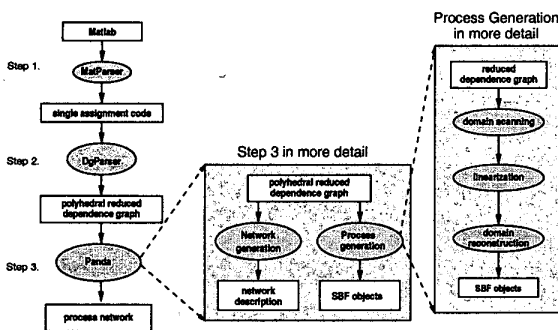 Matlab
Step 1.
MatParser
single assignment code
Step 2.
DgParser
polyhedral reduced
dependence graph
Step 3.
Panda
process network
Step 3 in more detail
polyhedral reduced
dependence graph
Network
generation
Process
generation
network
description
SBF objects
Process Generation
in more detail
reduced
dependence graph
domain scanning
linearization
domain
reconstruction
SBF objects